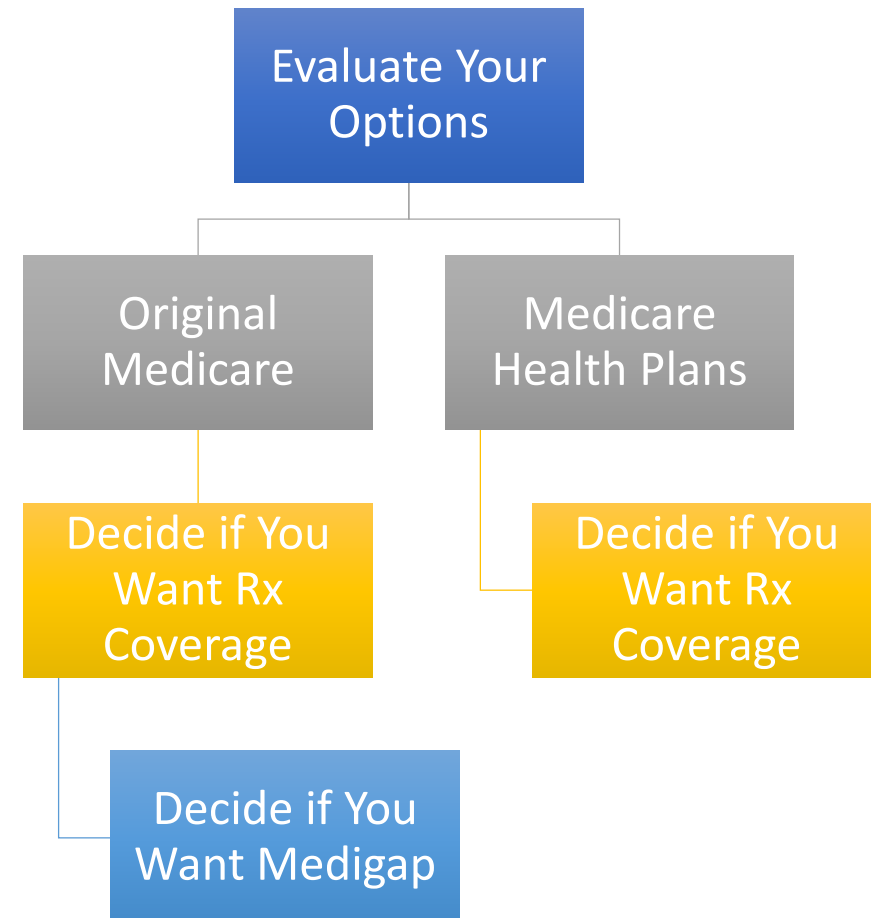 Evaluate Your
Options
Original
Medicare
Medicare
Health Plans
Decide if You
Want Rx
Coverage
Decide if You
Want Rx
Coverage
Decide if You
Want Medigap